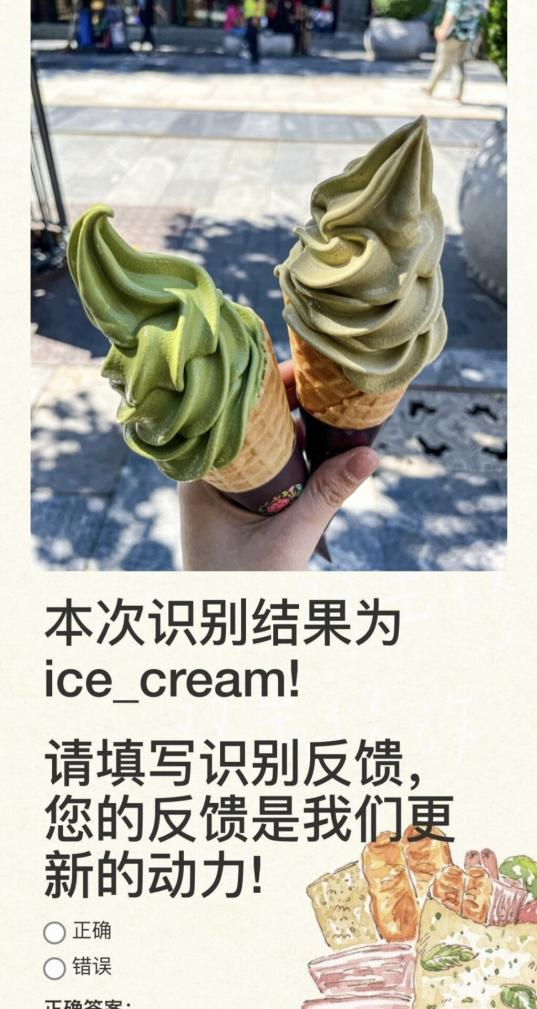 本次识别结果为
ice_cream!
请填写识别反馈，
您的反馈是我们更
新的动力!
正确
错误
正确答案：